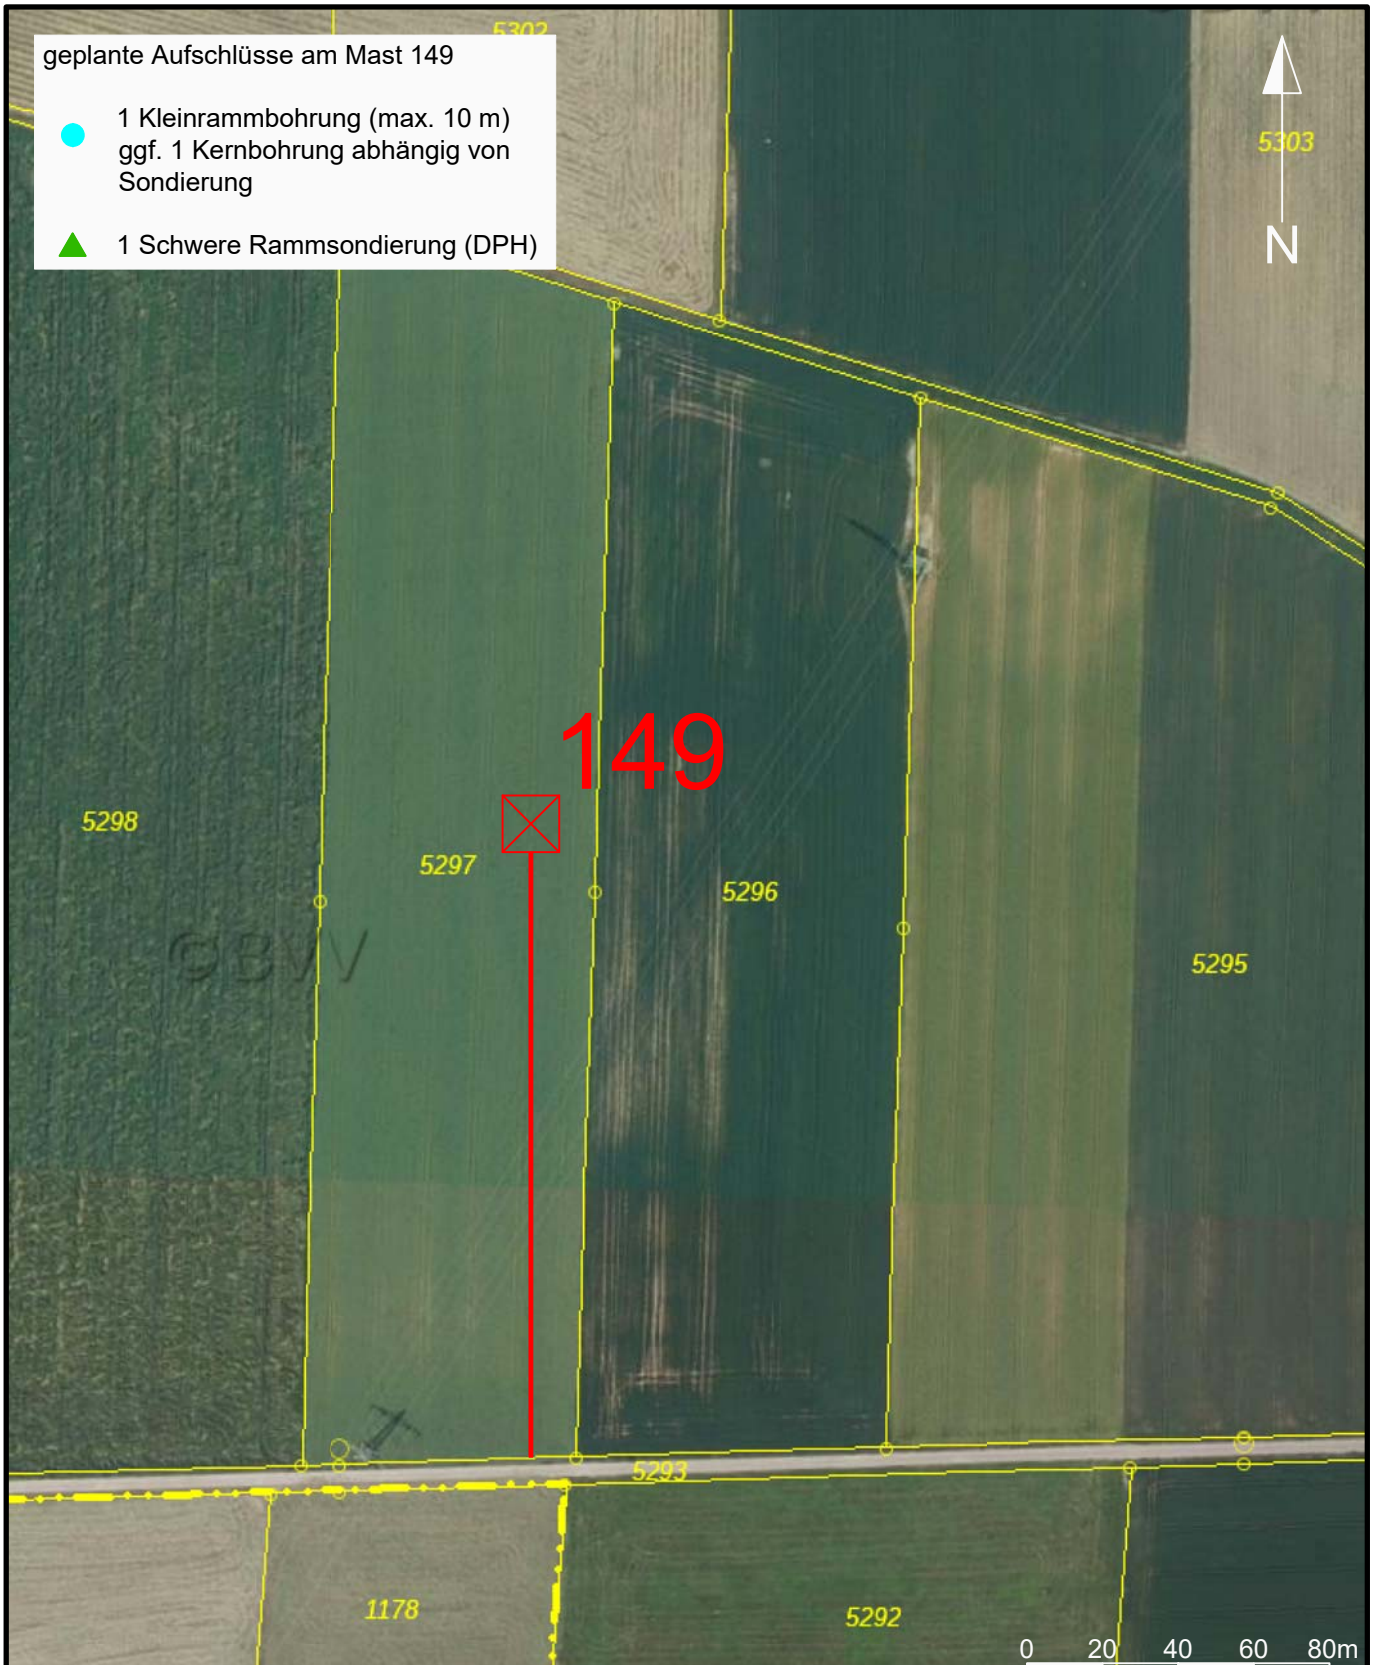 5302
geplante Aufschlüsse am Mast 149
1 Kleinrammbohrung (max. 10 m)
ggf. 1 Kernbohrung abhängig von
Sondierung
1 Schwere Rammsondierung (DPH)
5303
N
149
5298
5297
5296
©BVV
5295
5293
1178
5292
0 20 40 60 80m